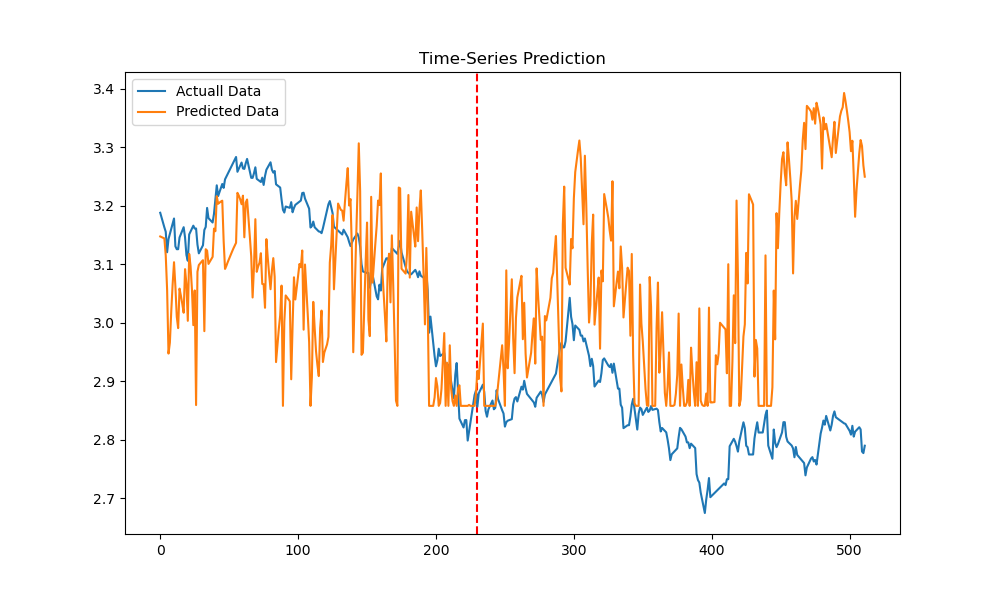 Time-Series Prediction
Actuall Data
Predicted Data
3.4
3.3
3.2
3.1
3.0
2.9
2.8
2.7
0 100 200 300 400 500